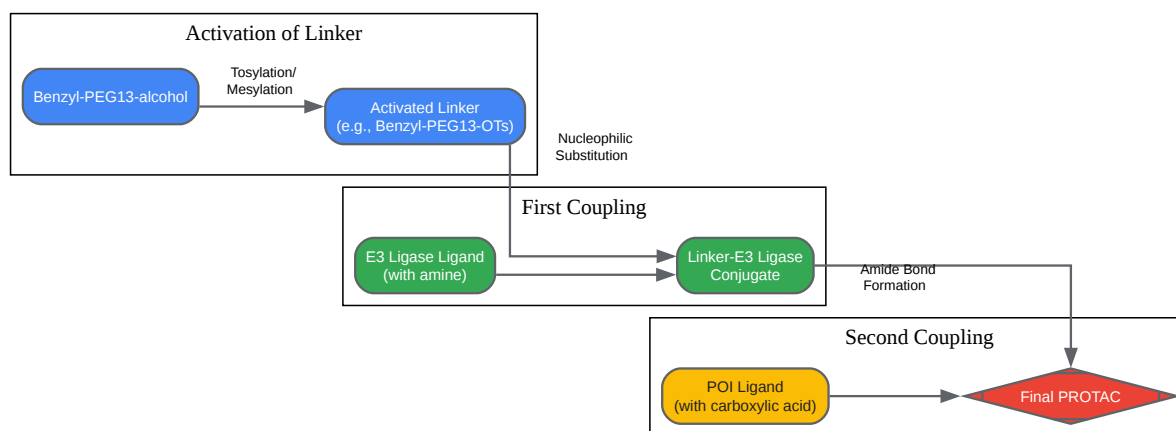 Activation of Linker
Benzyl-PEG13-alcohol
Tosylation/
Mesylation
Activated Linker
(e.g., Benzyl-PEG13-OTs)
Nucleophilic
Substitution
First Coupling
E3 Ligase Ligand
(with amine)
Linker-E3 Ligase
Conjugate
Amide Bond
Formation
Second Coupling
POI Ligand
(with carboxylic acid)
Final PROTAC